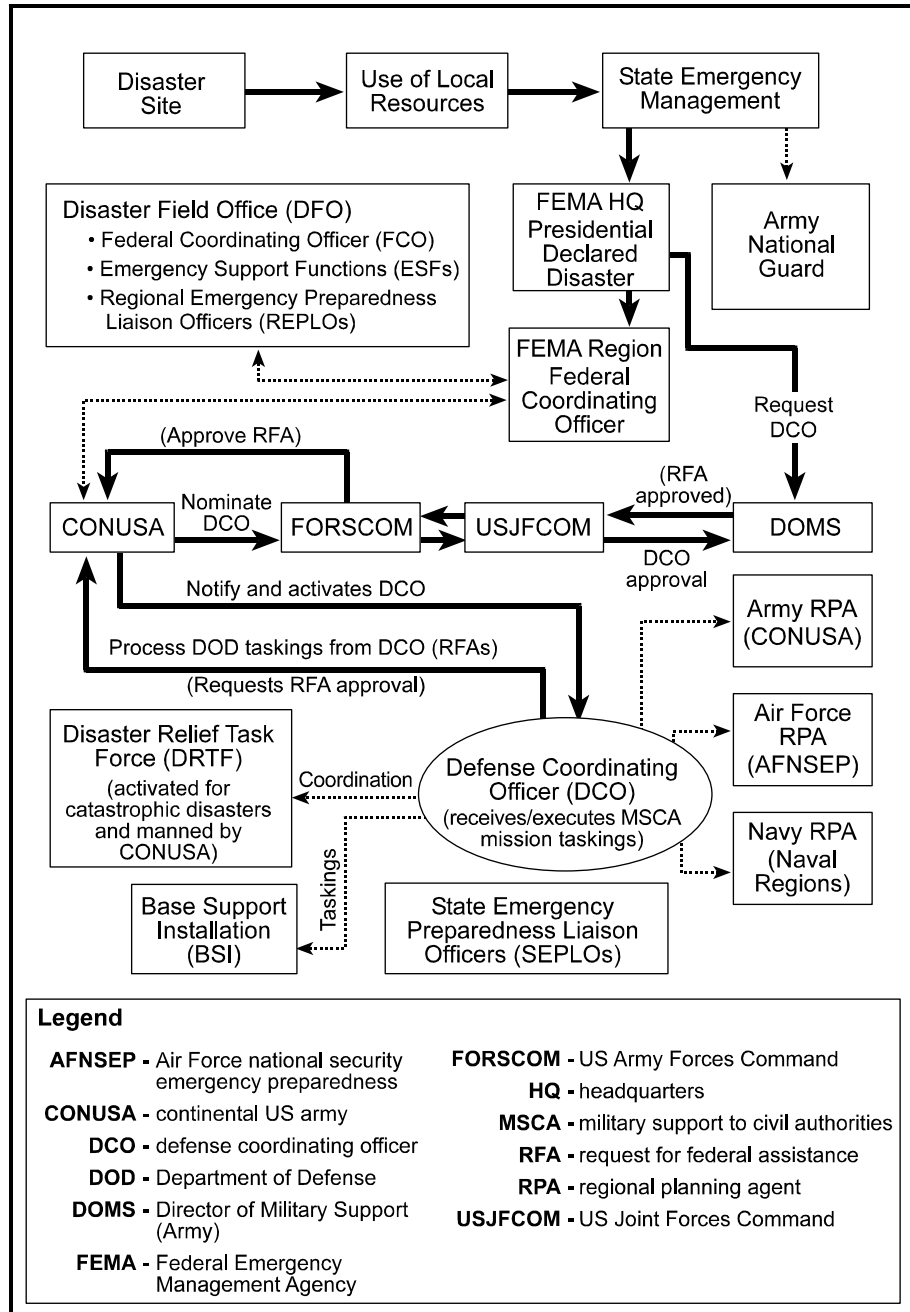 Disaster
Site
Use of Local
Resources
State Emergency
Management
Disaster Field Office (DFO)
• Federal Coordinating Officer (FCO)
• Emergency Support Functions (ESFs)
• Regional Emergency Preparedness
Liaison Officers (REPLOs)
FEMA HQ
Presidential
Declared
Disaster
Army
National
Guard
FEMA Region
Federal
Coordinating
Officer
Request
DCO
(Approve RFA)
Nominate
DCO
(RFA
approved)
CONUSA
FORSCOM
USJFCOM
DOMS
DCO
approval
Notify and activates DCO
Process DOD taskings from DCO (RFAs)
(Requests RFA approval)
Army RPA
(CONUSA)
Air Force
RPA
(AFNSEP)
Navy RPA
(Naval
Regions)
Disaster Relief Task
Force (DRTF)
(activated for
catastrophic disasters
and manned by
CONUSA)
Coordination
Defense Coordinating
Officer (DCO)
(receives/executes MSCA
mission taskings)
Taskings
Base Support
Installation
(BSI)
State Emergency
Preparedness Liaison
Officers (SEPLOs)
Legend
AFNSEP - Air Force national security
emergency preparedness
CONUSA - continental US army
DCO - defense coordinating officer
DOD - Department of Defense
DOMS - Director of Military Support
(Army)
FEMA - Federal Emergency
Management Agency
FORSCOM - US Army Forces Command
HQ - headquarters
MSCA - military support to civil authorities
RFA - request for federal assistance
RPA - regional planning agent
USJFCOM - US Joint Forces Command